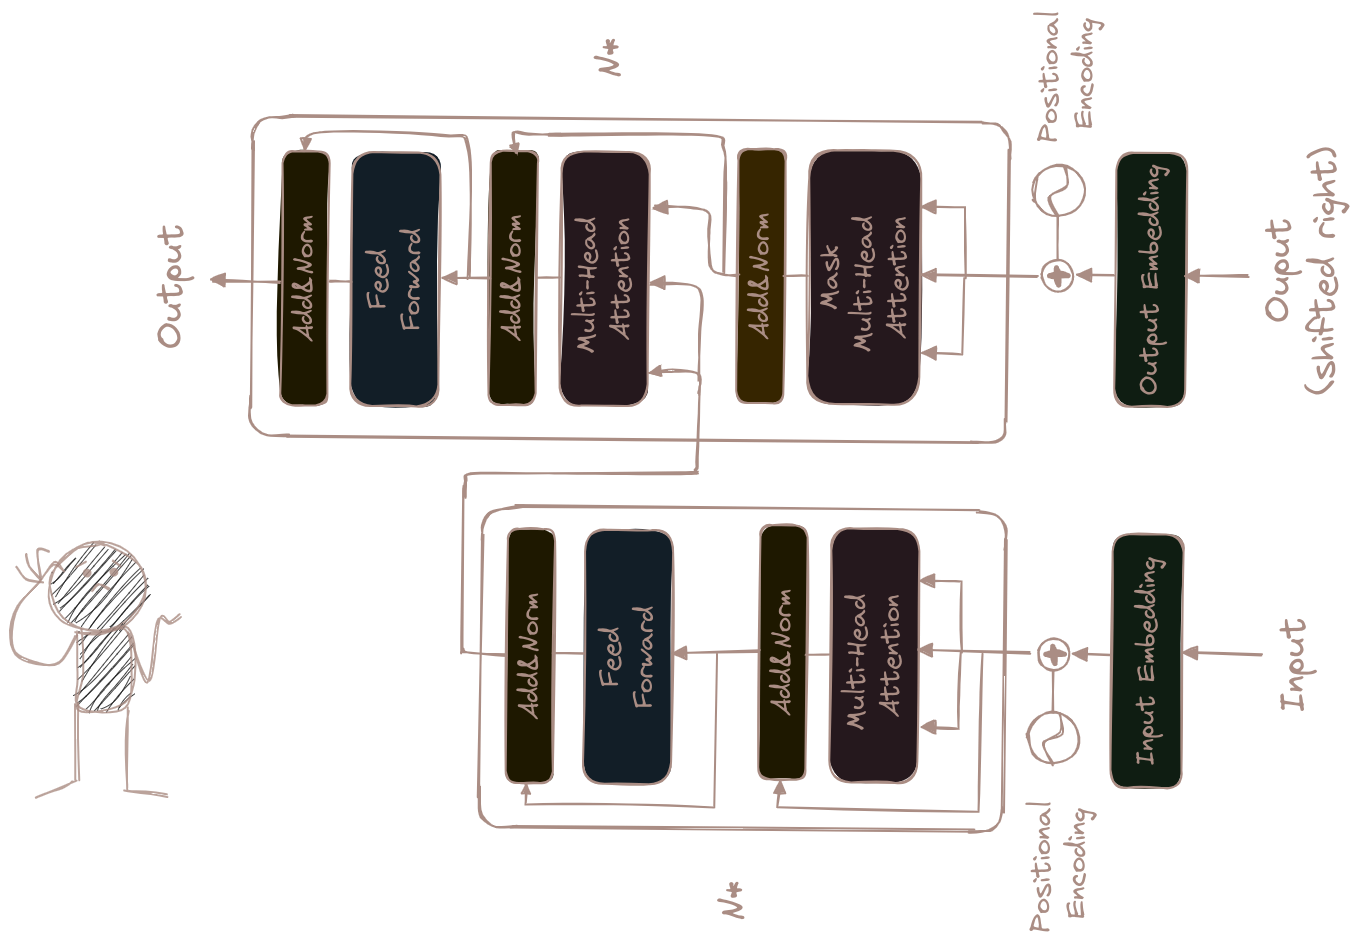 N*
Add&Norm
Feed
Forward
Add&Norm
Multi-Head
Attention
Positional
Encoding
Input Embedding
Input
Output
Add&Norm
Feed
Forward
Add&Norm
Multi-Head
Attention
N*
Add&Norm
Mask
Multi-Head
Attention
Positional
Encoding
Output Embedding
Ouput
(shifted right)